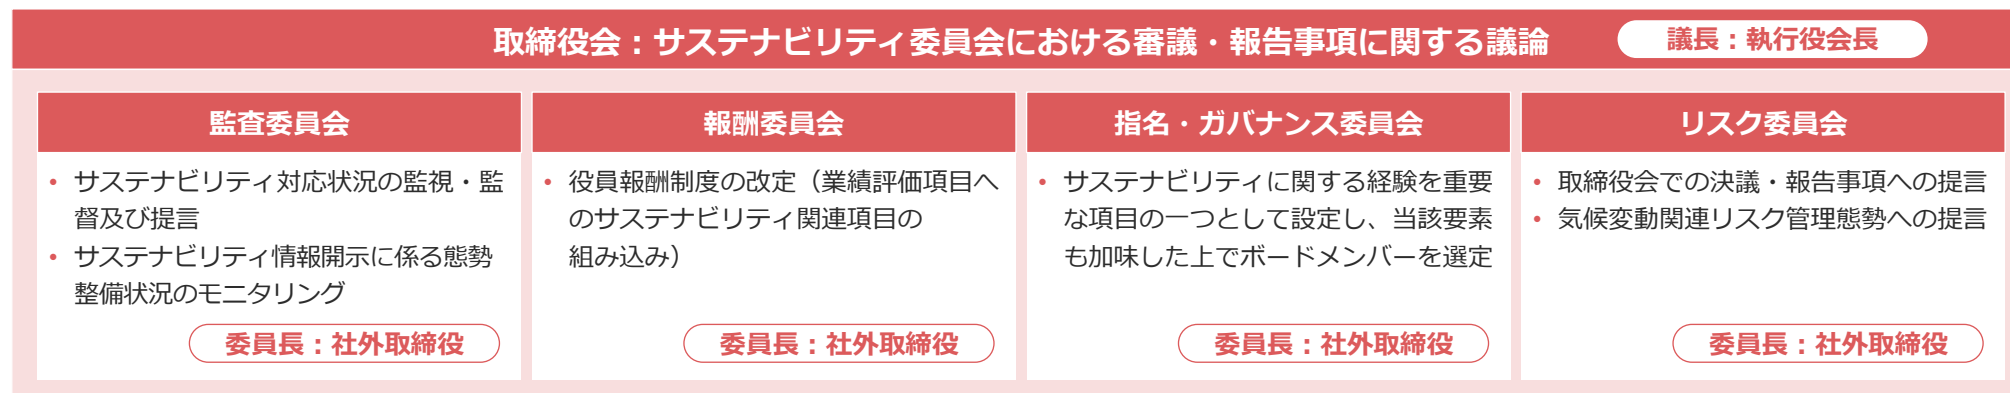 取締役会：サステナビリティ委員会における審議・報告事項に関する議論
議長：執行役会長
監査委員会
• サステナビリティ対応状況の監視・監
督及び提言
• サステナビリティ情報開示に係る態勢
整備状況のモニタリング
委員長：社外取締役
報酬委員会
• 役員報酬制度の改定（業績評価項目へ
のサステナビリティ関連項目の
組み込み）
委員長：社外取締役
指名・ガバナンス委員会
• サステナビリティに関する経験を重要
な項目の一つとして設定し、当該要素
も加味した上でボードメンバーを選定
委員長：社外取締役
リスク委員会
• 取締役会での決議・報告事項への提言
• 気候変動関連リスク管理態勢への提言
委員長：社外取締役